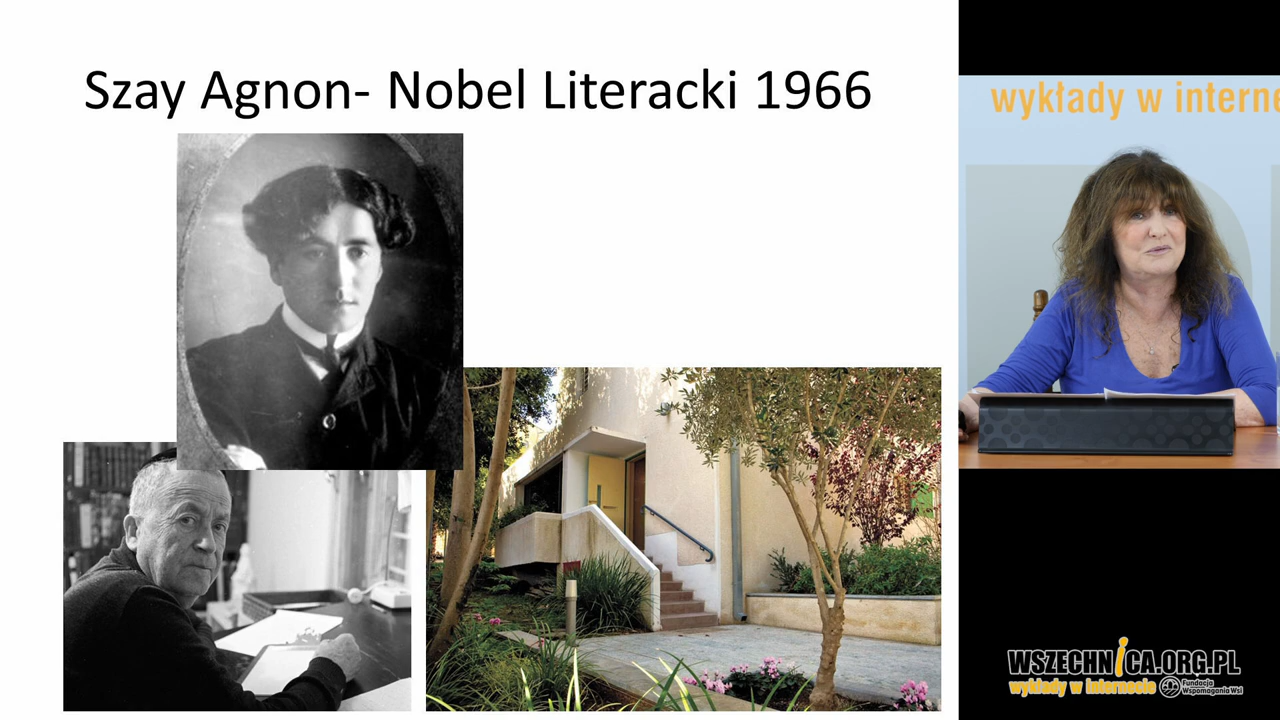 Szay Agnon- Nobel Literacki 1966
wykłady w interne
WSZECHNICA.ORG.PL
wykłady w internecie
Fundacja
Wspomagania Wsi